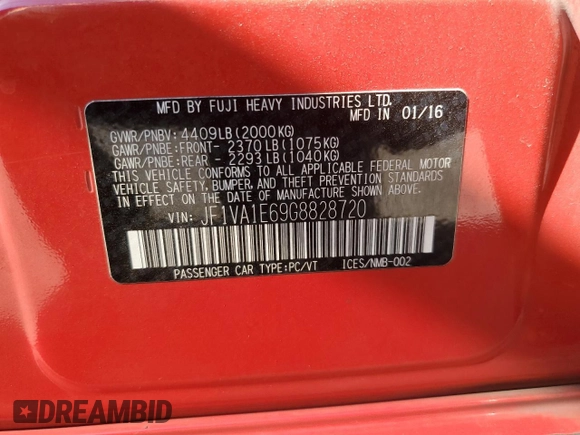 MFD BY FUJI HEAVY INDUSTRIES LTD.
MFD IN 01/16
GVWR/PNBV: 4409LB(2000KG)
GAWR/PNBE:FRONT- 2370LB(1075KG)
GAWR/PNBE:REAR - 2293LB(1040KG)
THIS VEHICLE CONFORMS TO ALL APPLICABLE FEDERAL MOTOR
VEHICLE SAFETY, BUMPER, AND THEFT PREVENTION STANDARDS
IN EFFECT ON THE DATE OF MANUFACTURE SHOWN ABOVE.
VIN: JF1VA1E69G8828720
PASSENGER CAR TYPE:PC/VT ICES/NMB-002
DREAMBID